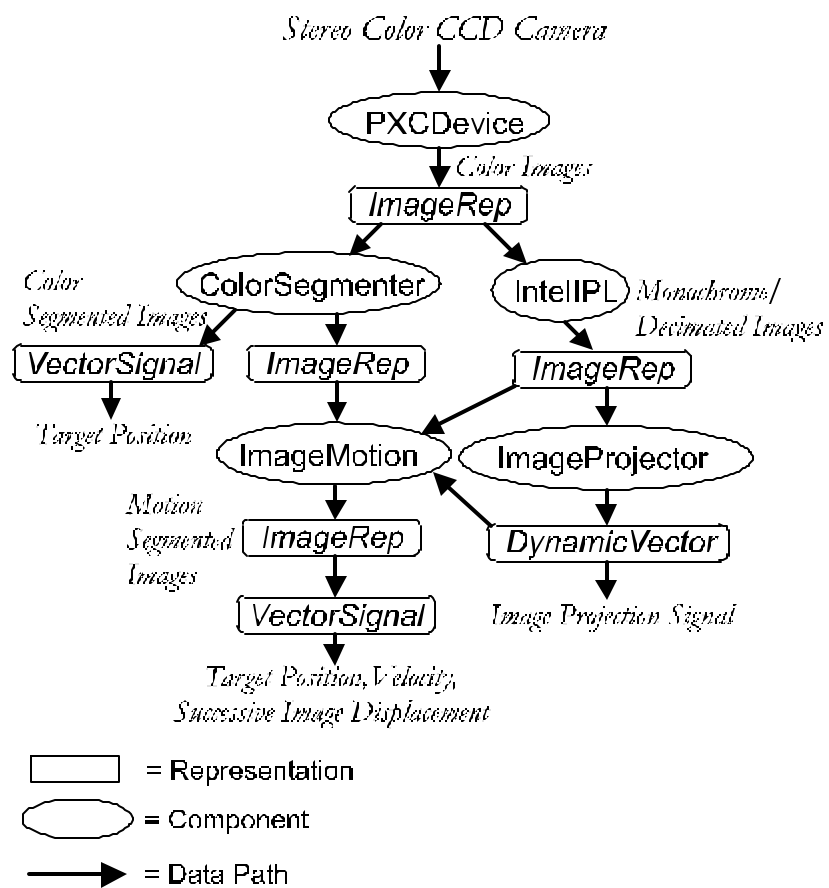 Stereo Color CCD Camera
PXCDevice
Color Images
ImageRep
ColorSegmenter
IntelIPL
Color
Segmented Images
Monochrome/
Decimated Images
VectorSignal
ImageRep
ImageRep
Target Position
ImageMotion
ImageProjector
Motion
Segmented
Images
ImageRep
DynamicVector
VectorSignal
Image Projection Signal
Target Position, Velocity,
Successive Image Displacement
= Representation
= Component
= Data Path